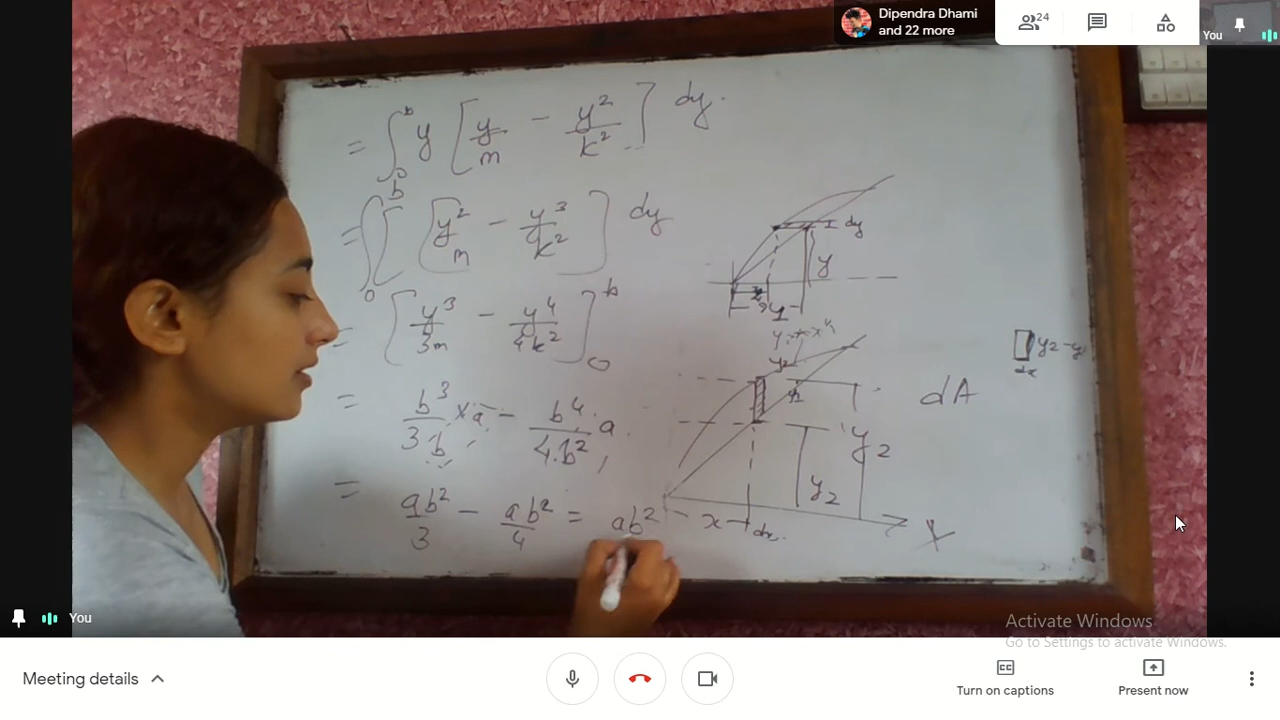 Dipendra Dhami
and 22 more
24
You
= ∫₀ᵇ y [y/m - y²/k²] dy.
= ∫₀ᵇ [y²/m - y³/k²] dy
= [y³/3m - y⁴/4k²]₀ᵇ
= b³/3b × a - b⁴/4.b² . a
= ab²/3 - ab²/4 = ab²
dy
y
y₂
y₂
y₂
x
dx
dA
dx
You
Activate Windows
Go to Settings to activate Windows.
Meeting details
Turn on captions
Present now